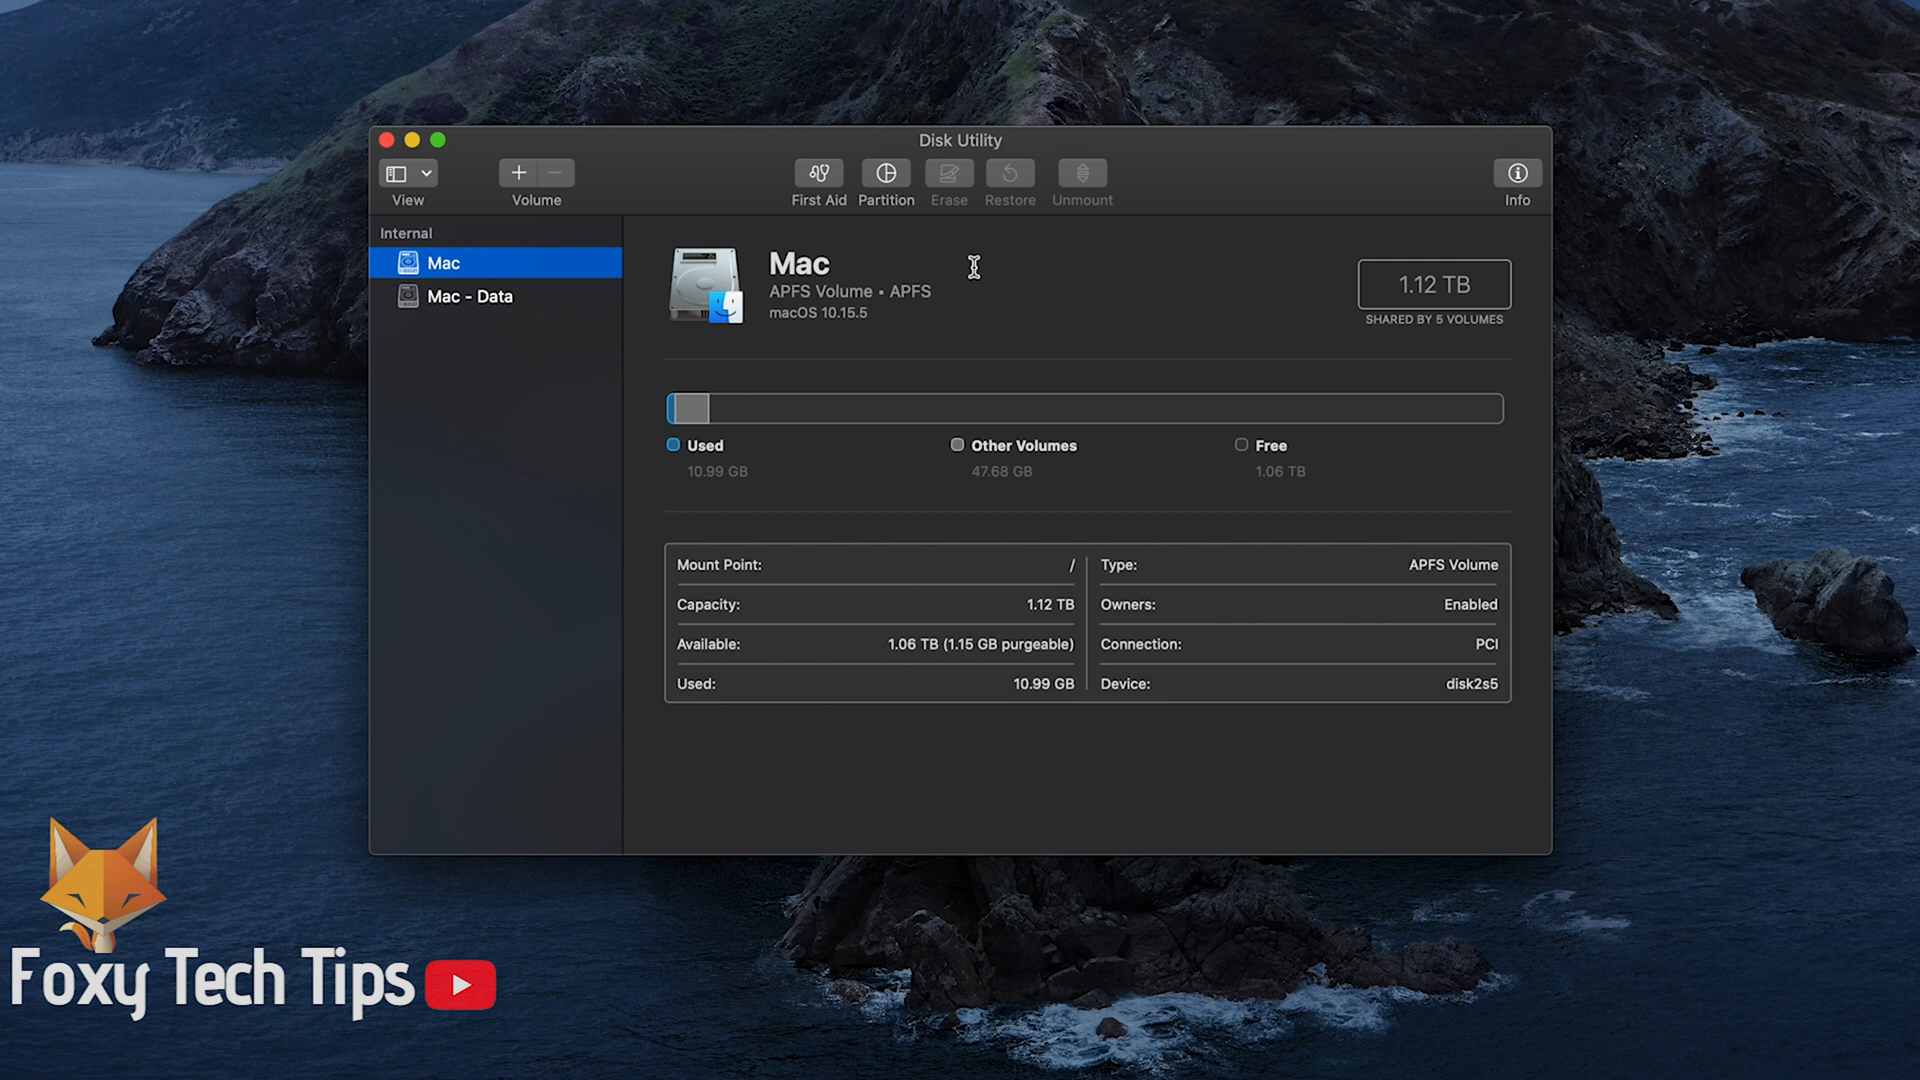 Disk Utility
View
Volume
First Aid
Partition
Erase
Restore
Unmount
Info
Internal
Mac
Mac - Data
Mac
APFS Volume • APFS
macOS 10.15.5
1.12 TB
SHARED BY 5 VOLUMES
Used
10.99 GB
Other Volumes
47.68 GB
Free
1.06 TB
Mount Point: /
Capacity: 1.12 TB
Available: 1.06 TB (1.15 GB purgeable)
Used: 10.99 GB
Type: APFS Volume
Owners: Enabled
Connection: PCI
Device: disk2s5
Foxy Tech Tips